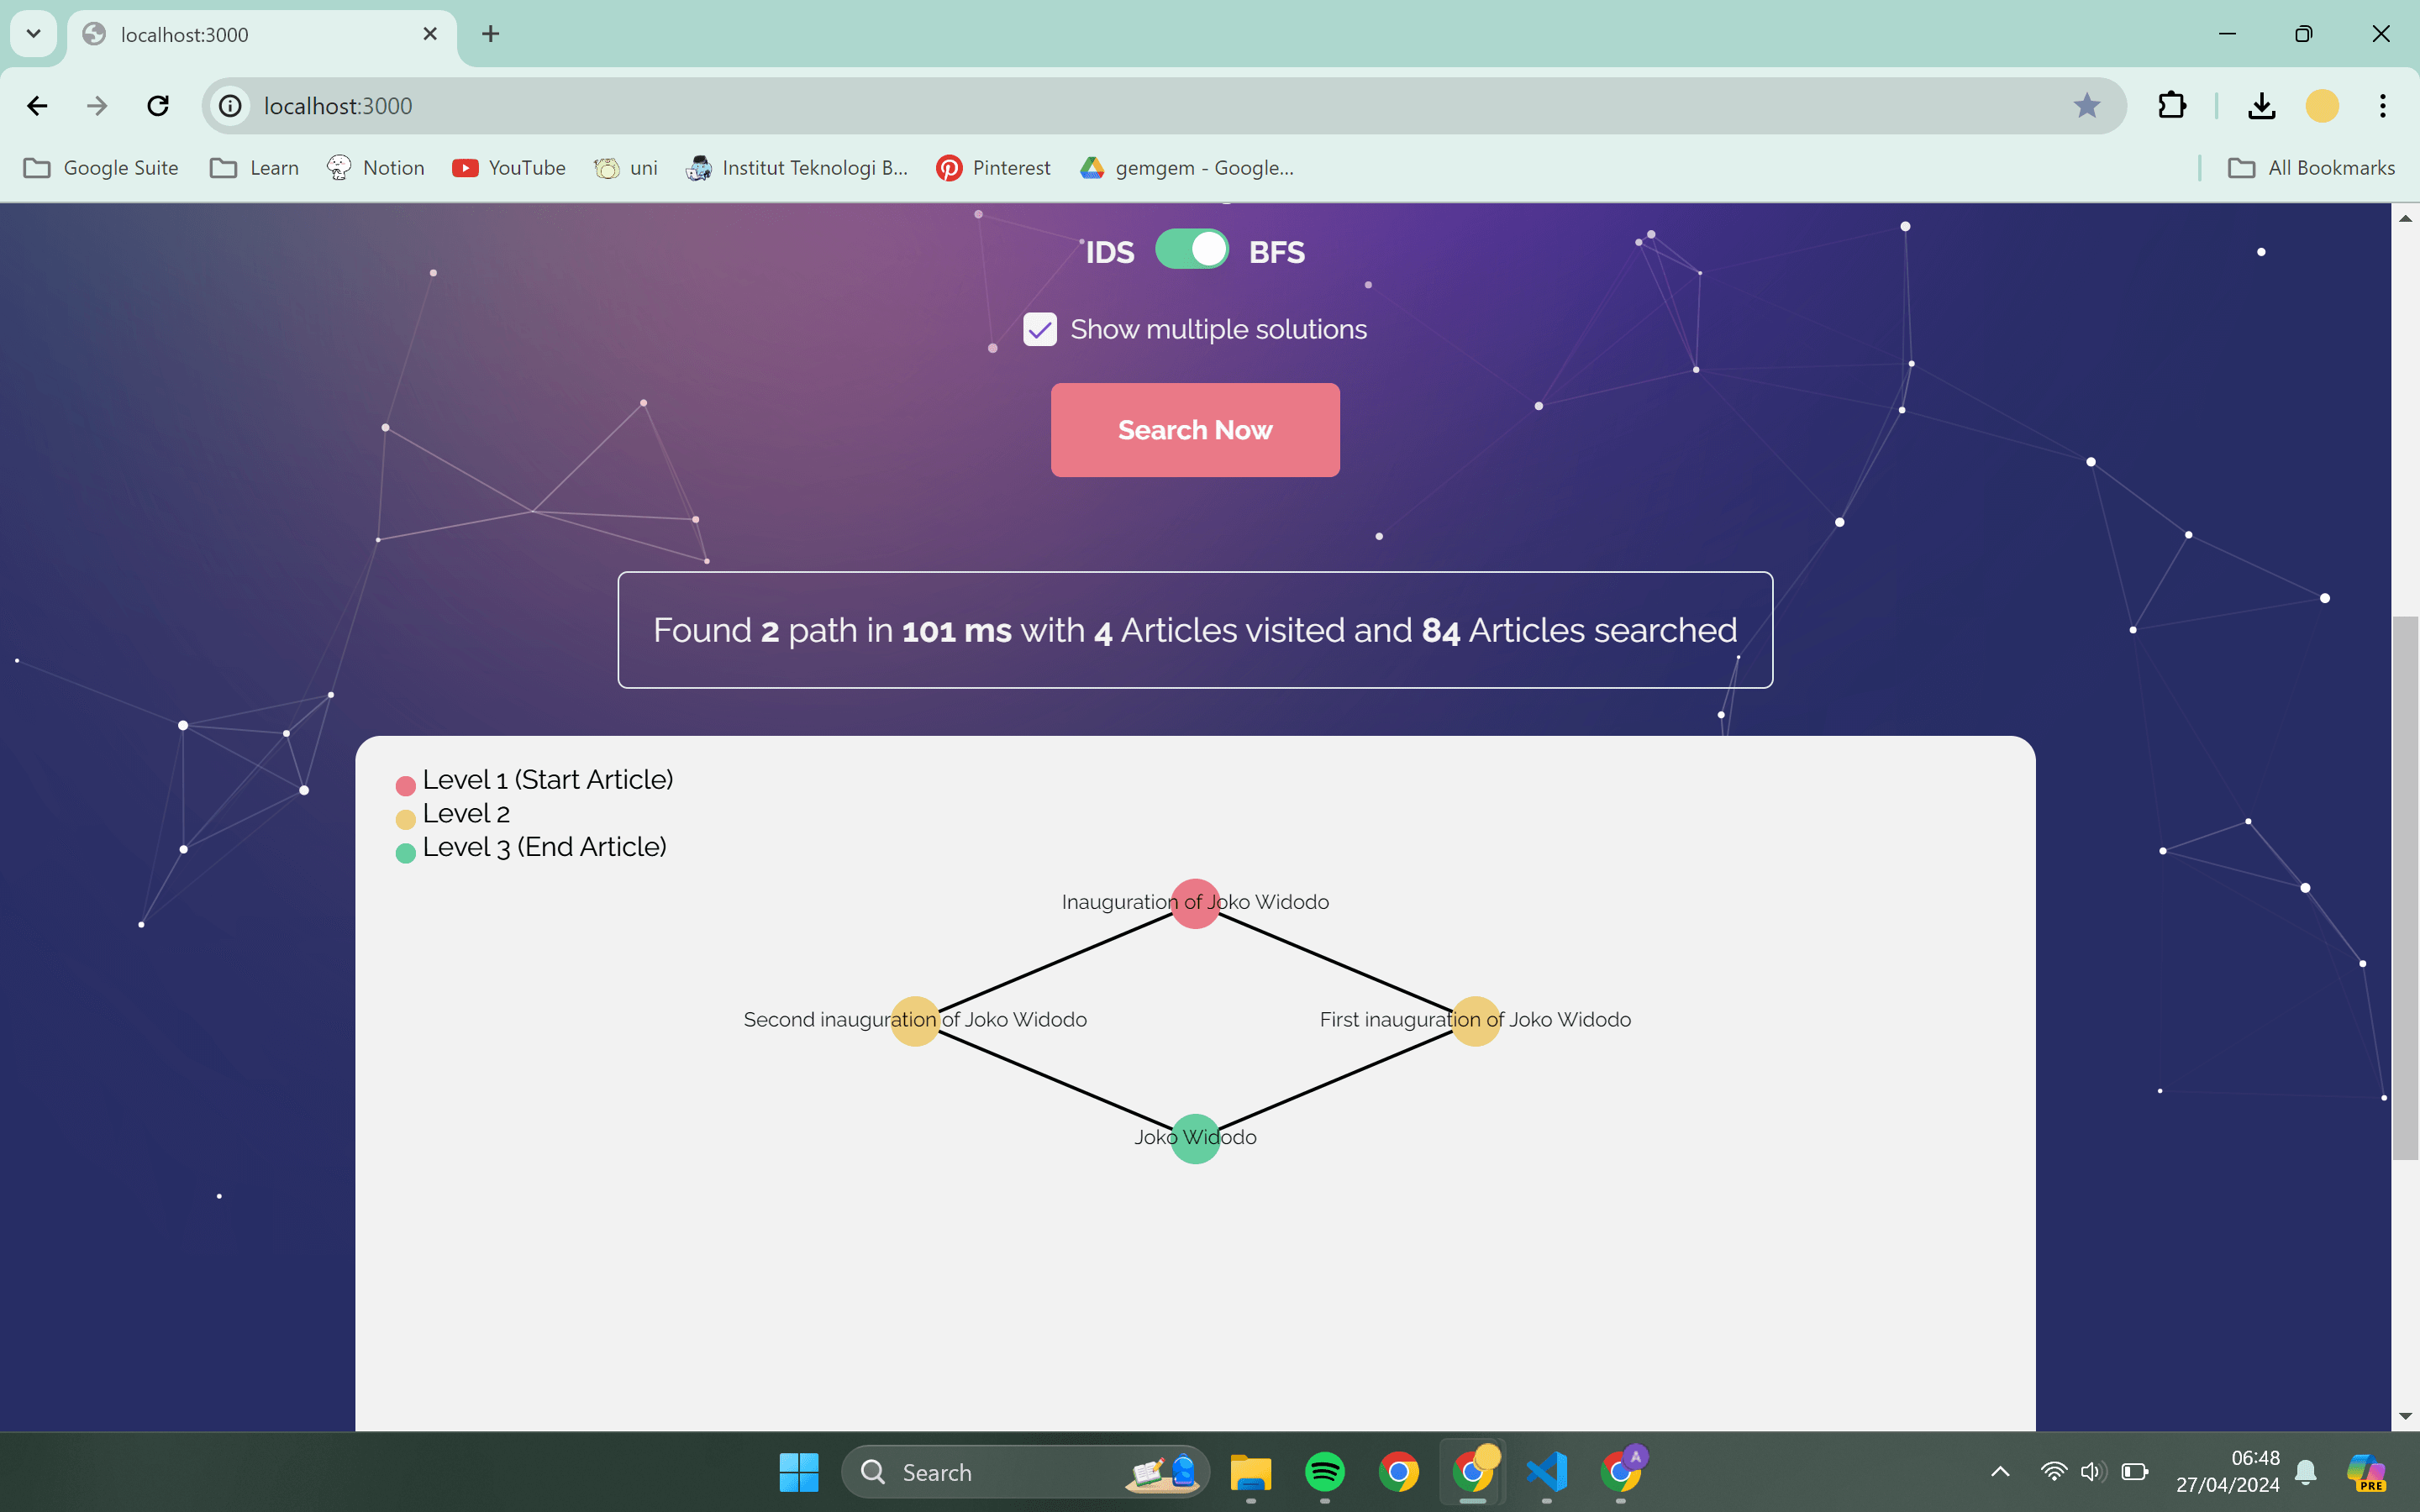 localhost:3000
localhost:3000
Google Suite
Learn
Notion
YouTube
uni
Institut Teknologi B...
Pinterest
gemgem - Google...
All Bookmarks
IDS
BFS
Show multiple solutions
Search Now
Found 2 path in 101 ms with 4 Articles visited and 84 Articles searched
Level 1 (Start Article)
Level 2
Level 3 (End Article)
Inauguration of Joko Widodo
Second inauguration of Joko Widodo
First inauguration of Joko Widodo
Joko Widodo
Search
A
06:48
27/04/2024
PRE